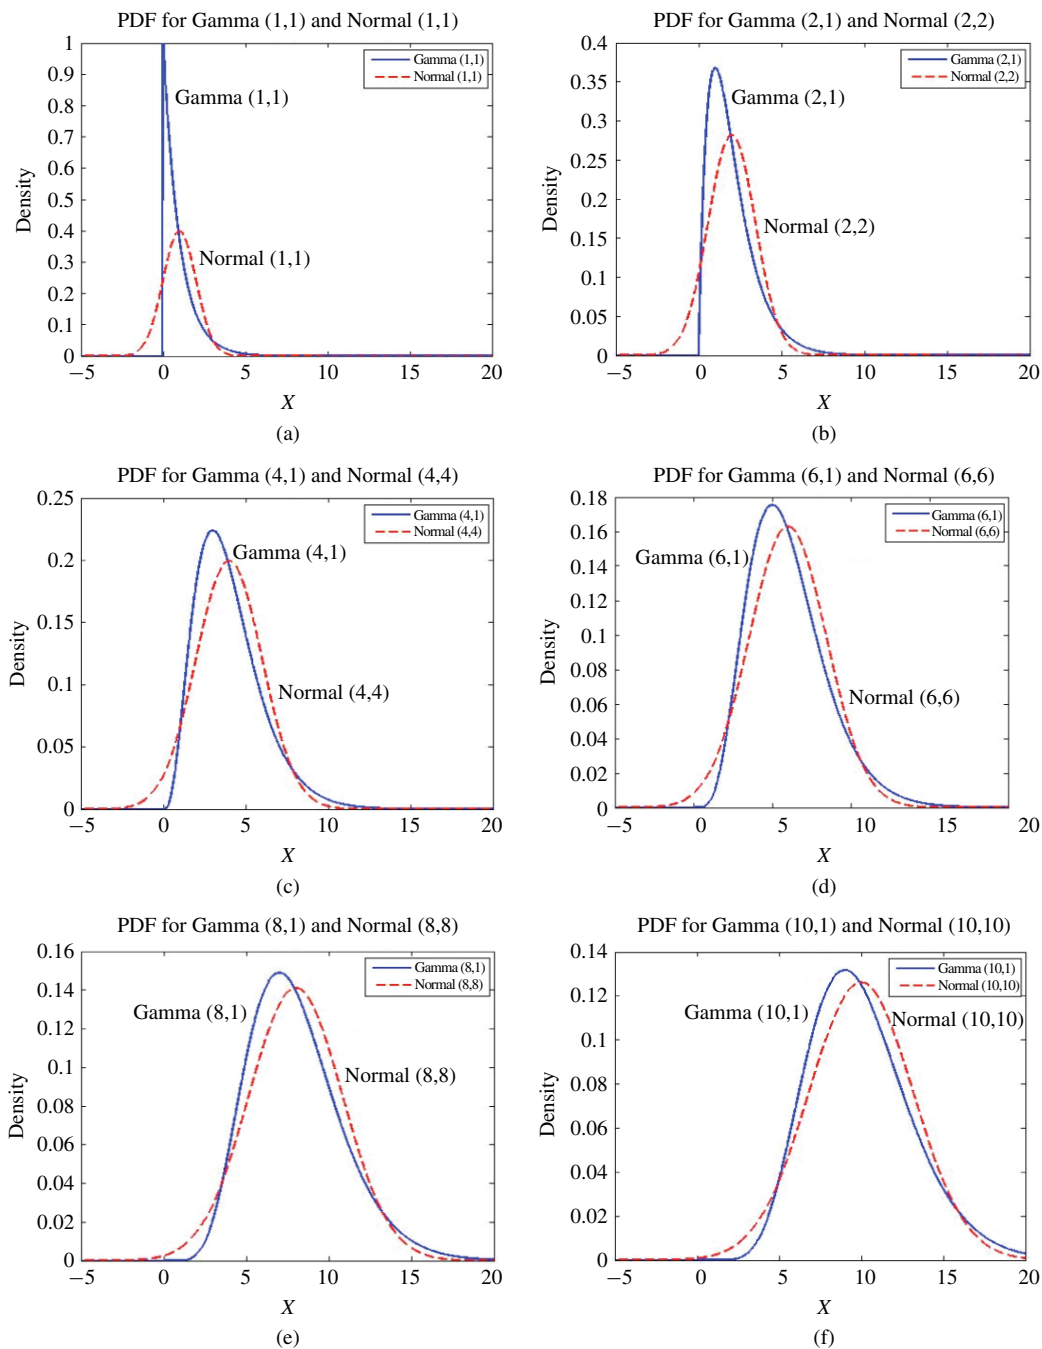 PDF for Gamma (1,1) and Normal (1,1)
1
0.9
0.8
0.7
0.6
0.5
0.4
0.3
0.2
0.1
0
Density
Gamma (1,1)
Normal (1,1)
Gamma (1,1)
Normal (1,1)
−5 0 5 10 15 20
X
(a)
PDF for Gamma (2,1) and Normal (2,2)
0.4
0.35
0.3
0.25
0.2
0.15
0.1
0.05
0
Density
Gamma (2,1)
Normal (2,2)
Gamma (2,1)
Normal (2,2)
−5 0 5 10 15 20
X
(b)
PDF for Gamma (4,1) and Normal (4,4)
0.25
0.2
0.15
0.1
0.05
0
Density
Gamma (4,1)
Normal (4,4)
Gamma (4,1)
Normal (4,4)
−5 0 5 10 15 20
X
(c)
PDF for Gamma (6,1) and Normal (6,6)
0.18
0.16
0.14
0.12
0.1
0.08
0.06
0.04
0.02
0
Density
Gamma (6,1)
Normal (6,6)
Gamma (6,1)
Normal (6,6)
−5 0 5 10 15 20
X
(d)
PDF for Gamma (8,1) and Normal (8,8)
0.16
0.14
0.12
0.1
0.08
0.06
0.04
0.02
0
Density
Gamma (8,1)
Normal (8,8)
Gamma (8,1)
Normal (8,8)
−5 0 5 10 15 20
X
(e)
PDF for Gamma (10,1) and Normal (10,10)
0.14
0.12
0.1
0.08
0.06
0.04
0.02
0
Density
Gamma (10,1)
Normal (10,10)
Gamma (10,1)
Normal (10,10)
−5 0 5 10 15 20
X
(f)